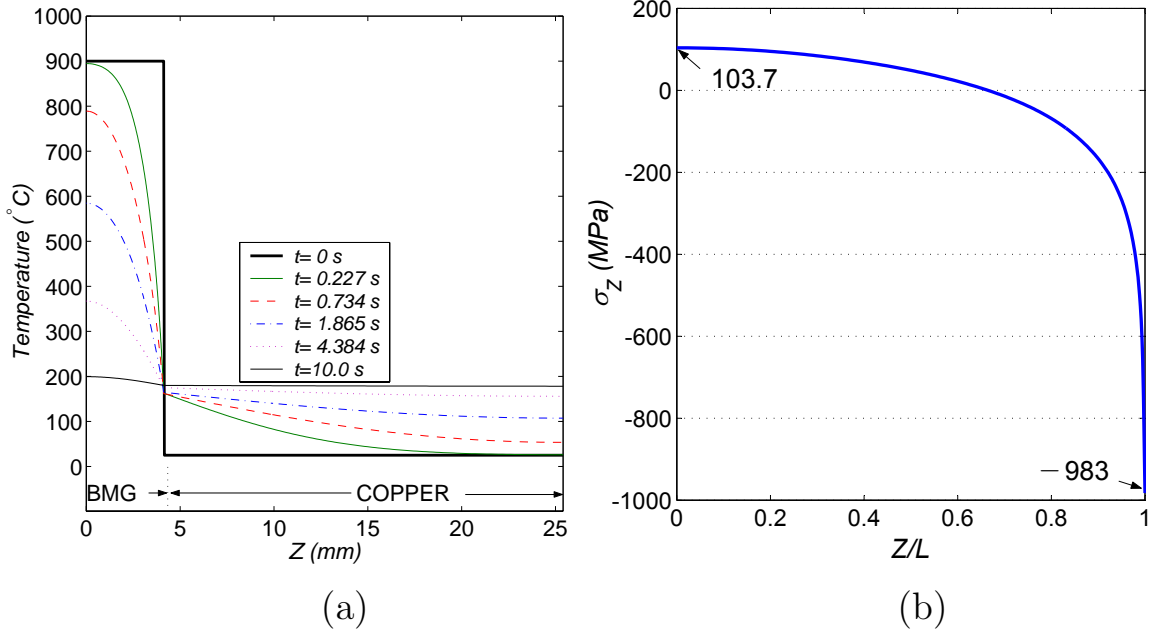 1000
900
800
700
600
500
400
300
200
100
0
Temperature (°C)
t= 0 s
t= 0.227 s
t= 0.734 s
t= 1.865 s
t= 4.384 s
t=10.0 s
BMG
COPPER
0 5 10 15 20 25
Z (mm)
(a)
200
0
-200
-400
-600
-800
-1000
σZ (MPa)
103.7
− 983
0 0.2 0.4 0.6 0.8 1
Z/L
(b)